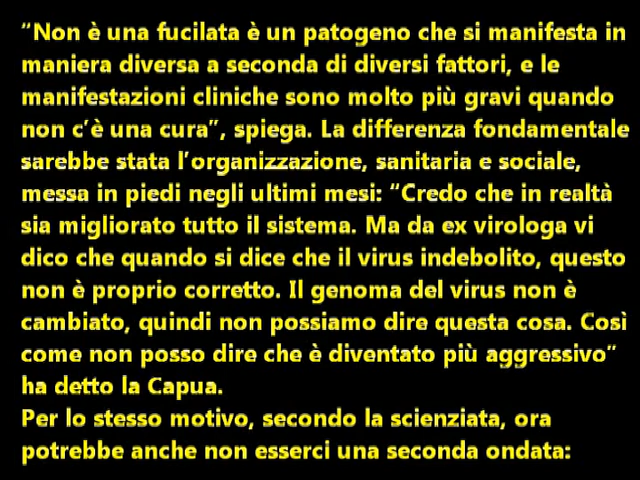 “Non è una fucilata è un patogeno che si manifesta in
maniera diversa a seconda di diversi fattori, e le
manifestazioni cliniche sono molto più gravi quando
non c’è una cura”, spiega. La differenza fondamentale
sarebbe stata l’organizzazione, sanitaria e sociale,
messa in piedi negli ultimi mesi: “Credo che in realtà
sia migliorato tutto il sistema. Ma da ex virologa vi
dico che quando si dice che il virus indebolito, questo
non è proprio corretto. Il genoma del virus non è
cambiato, quindi non possiamo dire questa cosa. Così
come non posso dire che è diventato più aggressivo”
ha detto la Capua.
Per lo stesso motivo, secondo la scienziata, ora
potrebbe anche non esserci una seconda ondata: